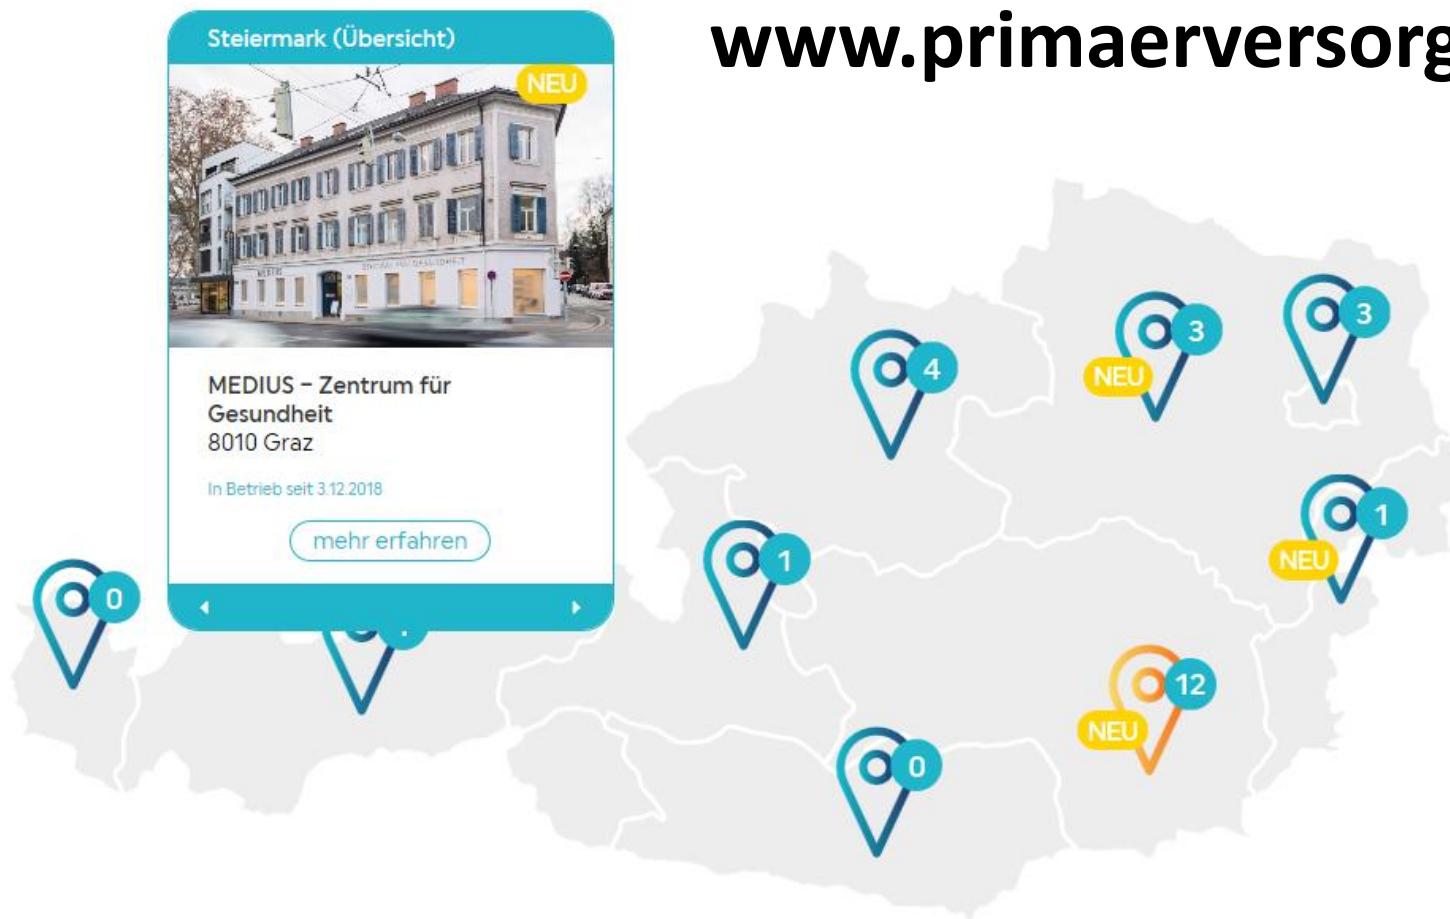 www.primaerversorg
Steiermark (Übersicht)
NEU
MEDIUS
MEDIUS – Zentrum für
Gesundheit
8010 Graz
In Betrieb seit 3.12.2018
mehr erfahren
3
3
NEU
4
1
NEU
1
0
12
NEU
0